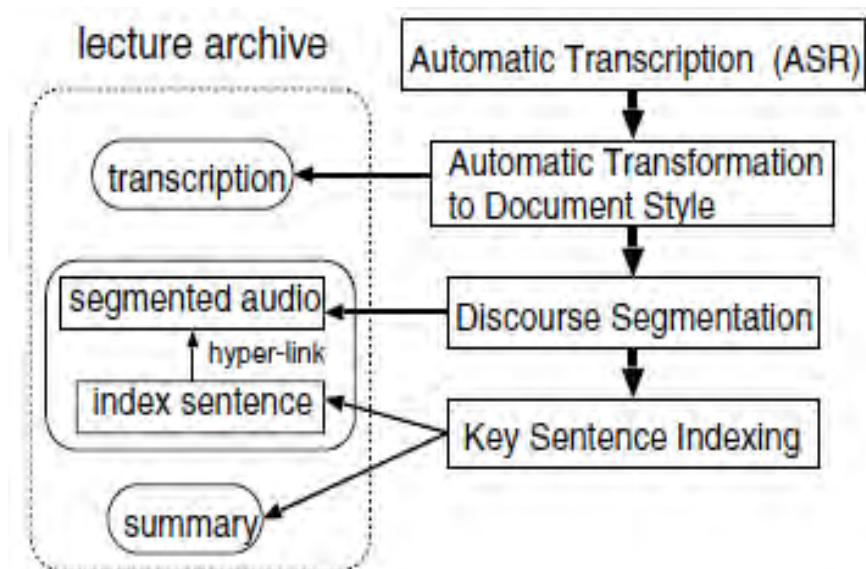 lecture archive
Automatic Transcription (ASR)
transcription
Automatic Transformation
to Document Style
segmented audio
Discourse Segmentation
hyper-link
index sentence
Key Sentence Indexing
summary